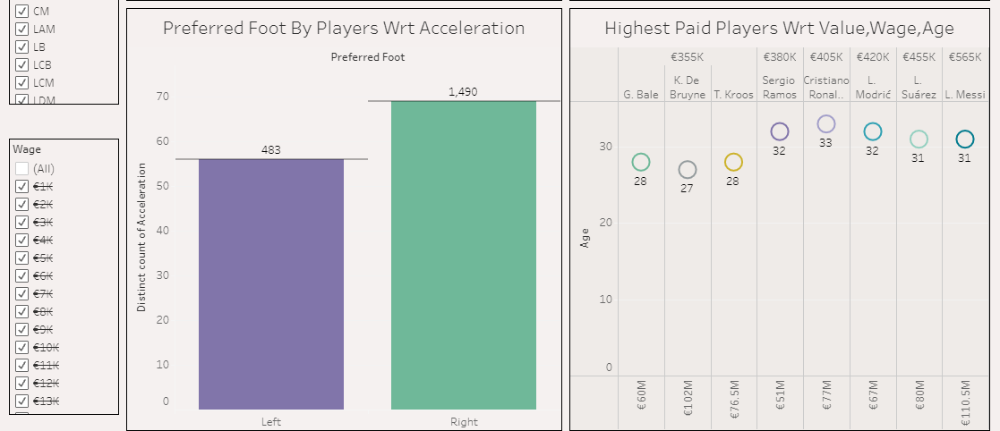 CM
LAM
LB
LCB
LCM
LDM
Wage
(All)
€1K
€2K
€3K
€4K
€5K
€6K
€7K
€8K
€9K
€10K
€11K
€12K
€13K
Preferred Foot By Players Wrt Acceleration
Preferred Foot
Distinct count of Acceleration
70
60
50
40
30
20
10
0
483
1,490
Left
Right
Highest Paid Players Wrt Value,Wage,Age
€355K
€380K
€405K
€420K
€455K
€565K
G. Bale
K. De
Bruyne
T. Kroos
Sergio
Ramos
Cristiano
Ronal..
L.
Modrić
L.
Suárez
L. Messi
Age
30
20
10
0
28
27
28
32
33
32
31
31
€60M
€102M
€76.5M
€51M
€77M
€67M
€80M
€110.5M